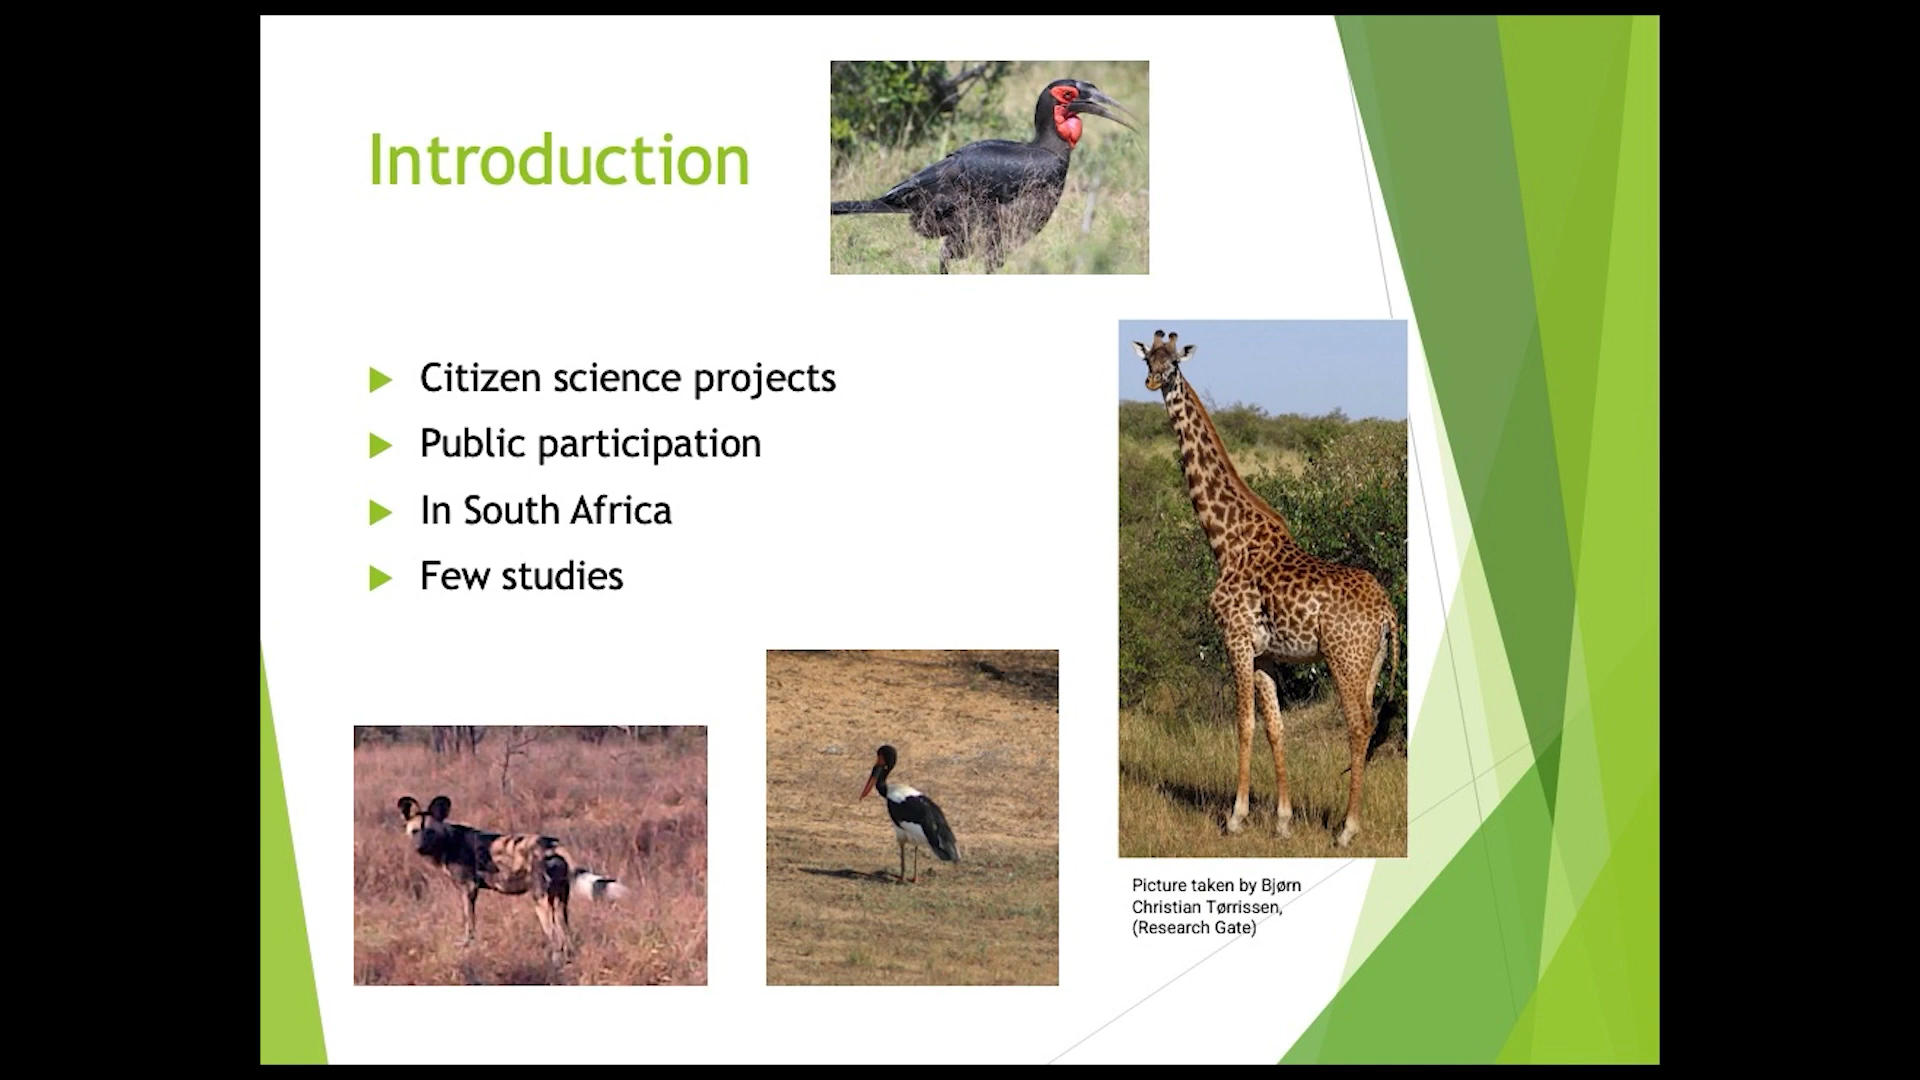 Introduction
Citizen science projects
Public participation
In South Africa
Few studies
Picture taken by Bjørn
Christian Tørrissen,
(Research Gate)